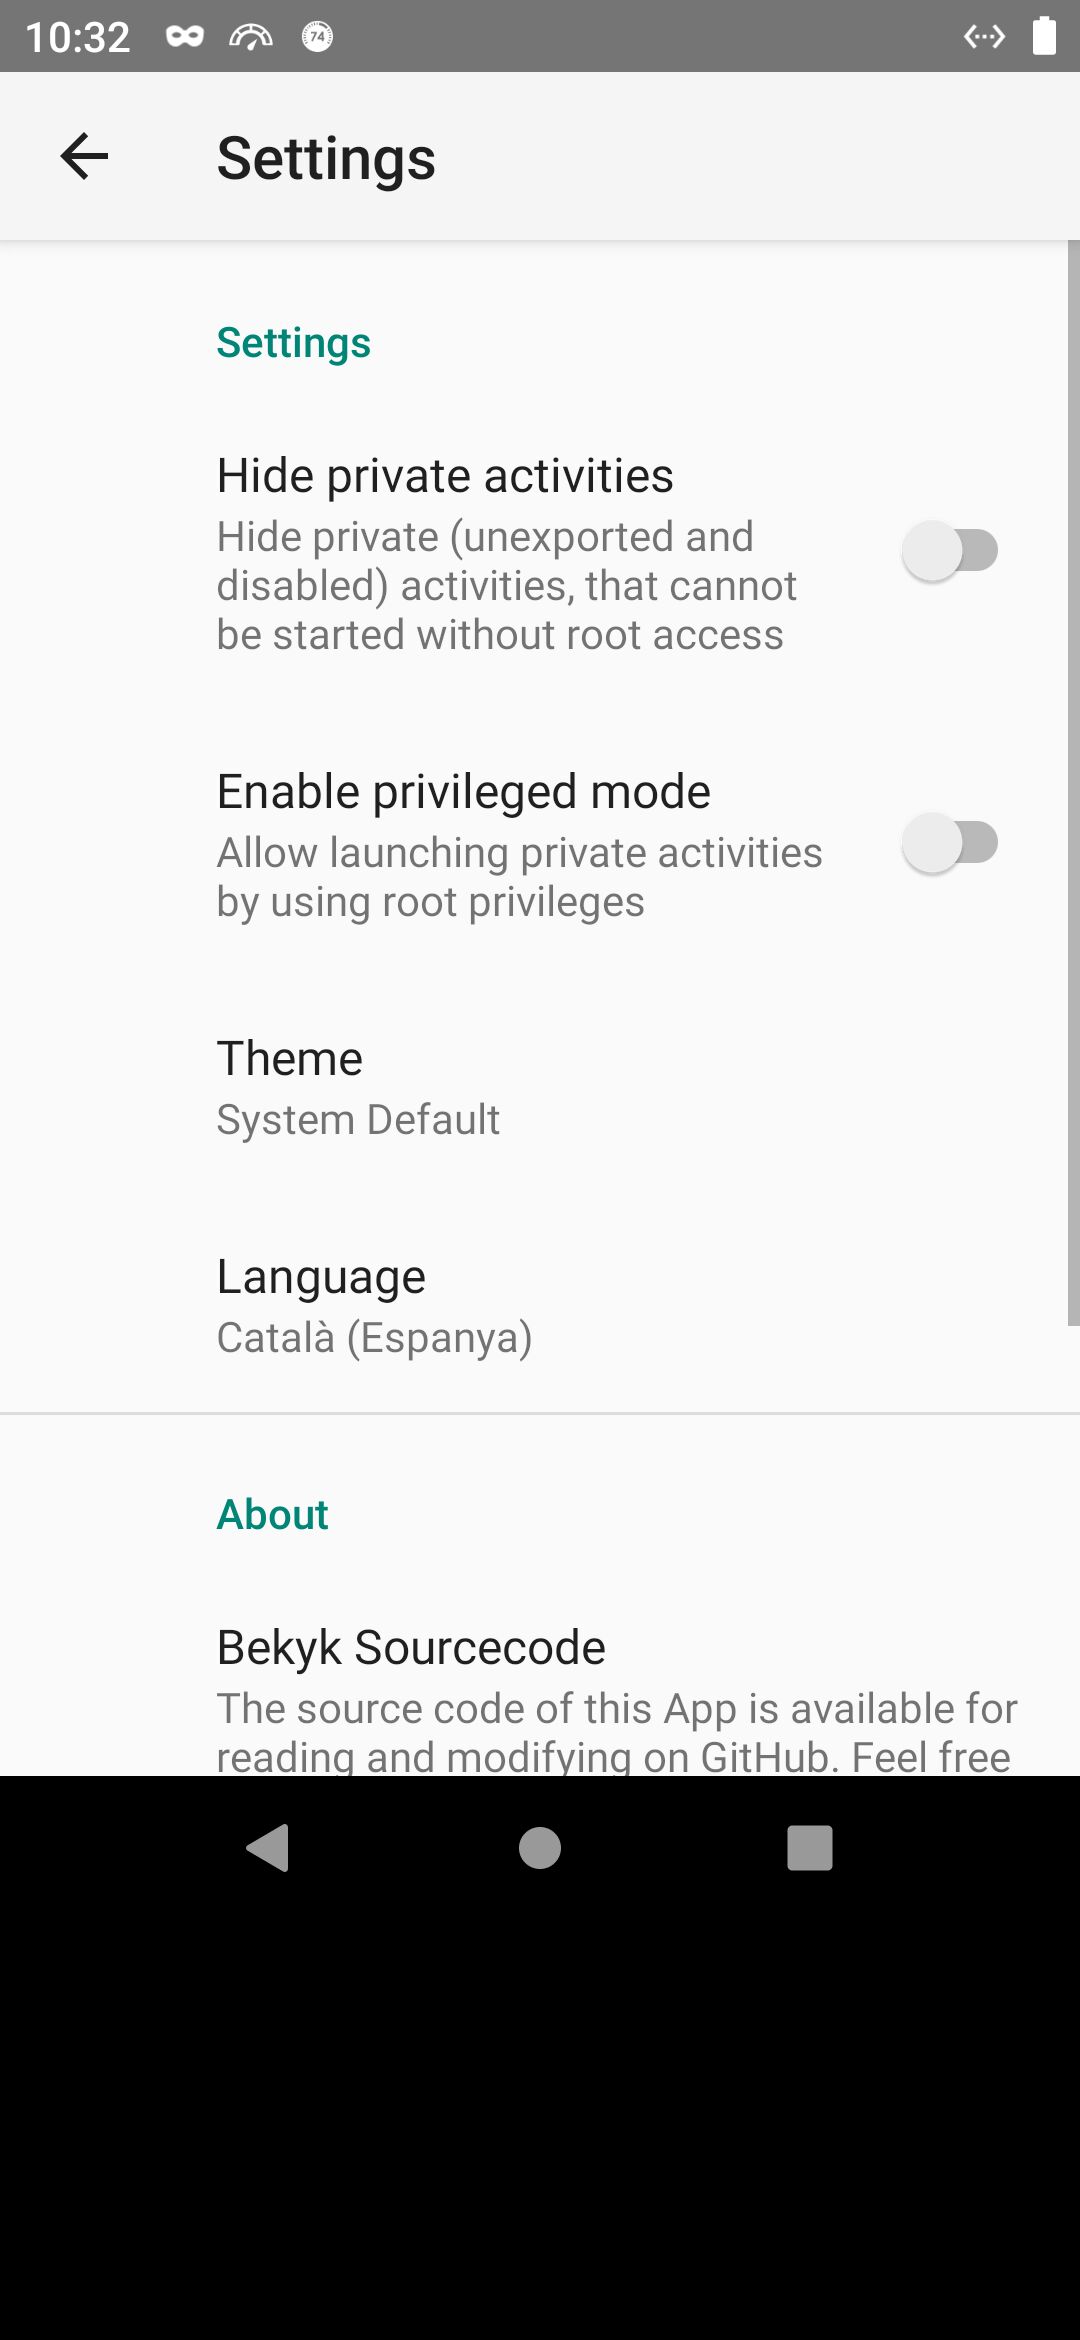 10:32
74
Settings
Settings
Hide private activities
Hide private (unexported and
disabled) activities, that cannot
be started without root access
Enable privileged mode
Allow launching private activities
by using root privileges
Theme
System Default
Language
Català (Espanya)
About
Bekyk Sourcecode
The source code of this App is available for
reading and modifying on GitHub. Feel free